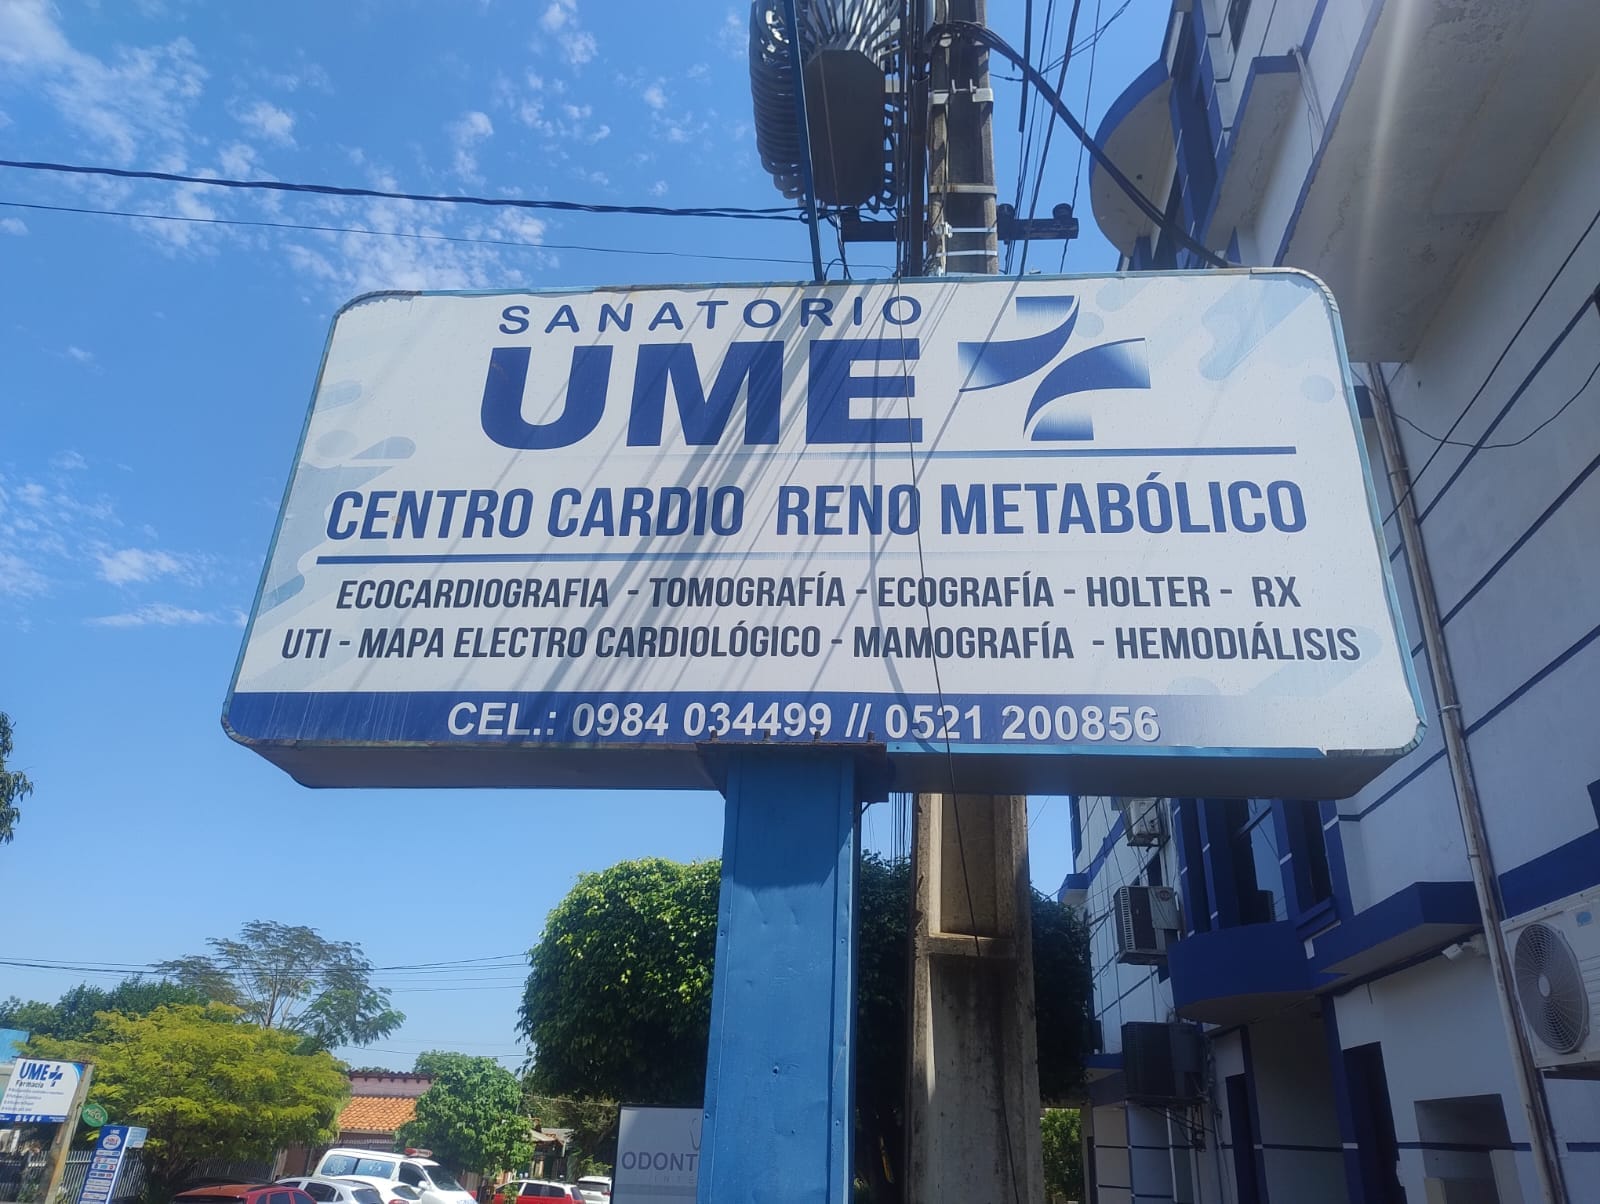 SANATORIO
UME
CENTRO CARDIO RENO METABÓLICO
ECOCARDIOGRAFIA - TOMOGRAFÍA - ECOGRAFÍA - HOLTER - RX
UTI - MAPA ELECTRO CARDIOLÓGICO - MAMOGRAFÍA - HEMODIÁLISIS
CEL.: 0984 034499 // 0521 200856
UME
Farmacia
ODONT